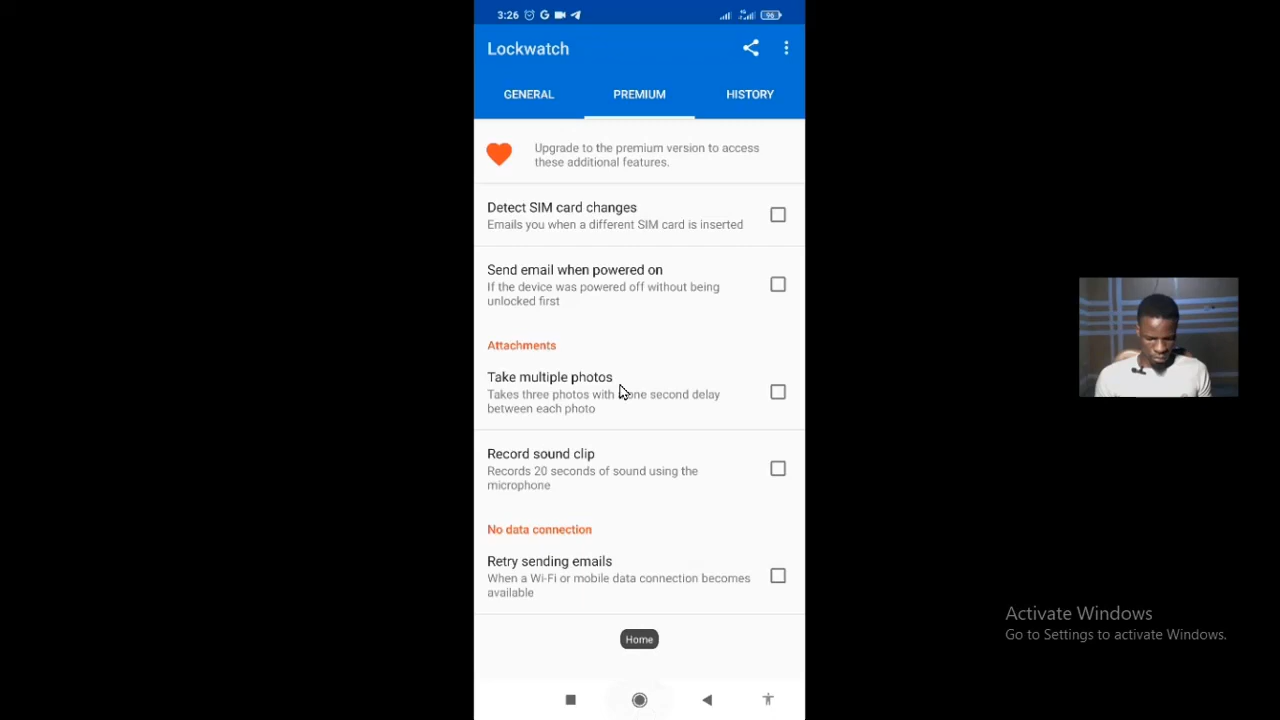 3:26
Lockwatch
GENERAL PREMIUM HISTORY
Upgrade to the premium version to access
these additional features.
Detect SIM card changes
Emails you when a different SIM card is inserted
Send email when powered on
If the device was powered off without being
unlocked first
Attachments
Take multiple photos
Takes three photos with one second delay
between each photo
Record sound clip
Records 20 seconds of sound using the
microphone
No data connection
Retry sending emails
When a Wi-Fi or mobile data connection becomes
available
Home
Activate Windows
Go to Settings to activate Windows.